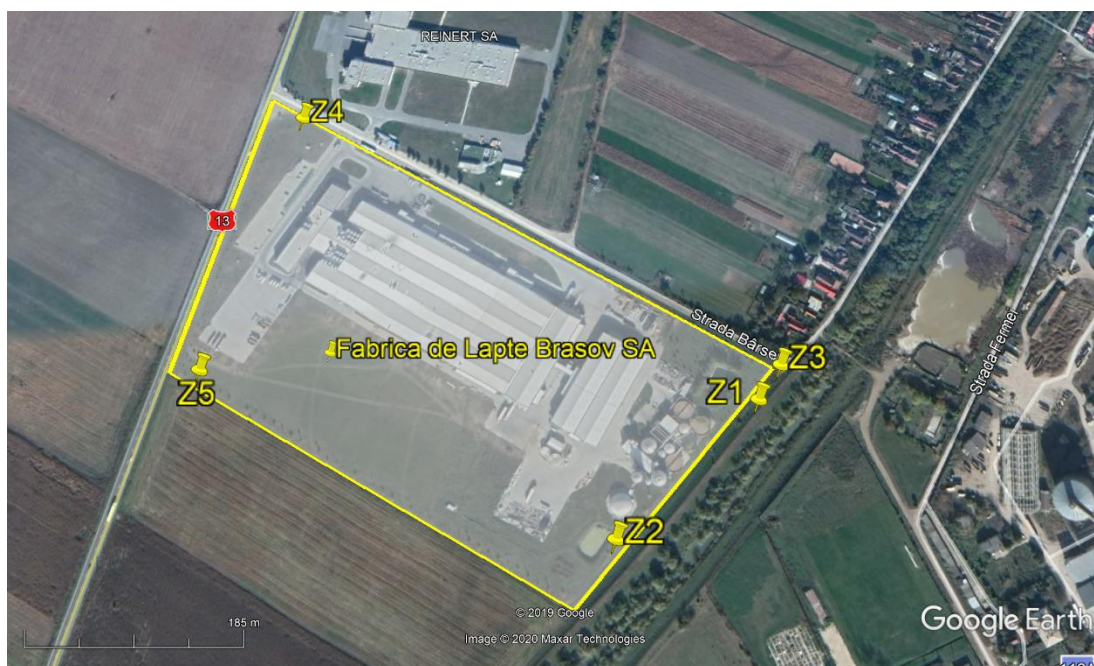 REINERT SA
Z4
13
Strada Bârsei
Fabrica de Lapte Brasov SA
Z3
Z1
Z5
Strada Fermei
Z2
© 2019 Google
Google Earth
Image © 2020 Maxar Technologies
185 m